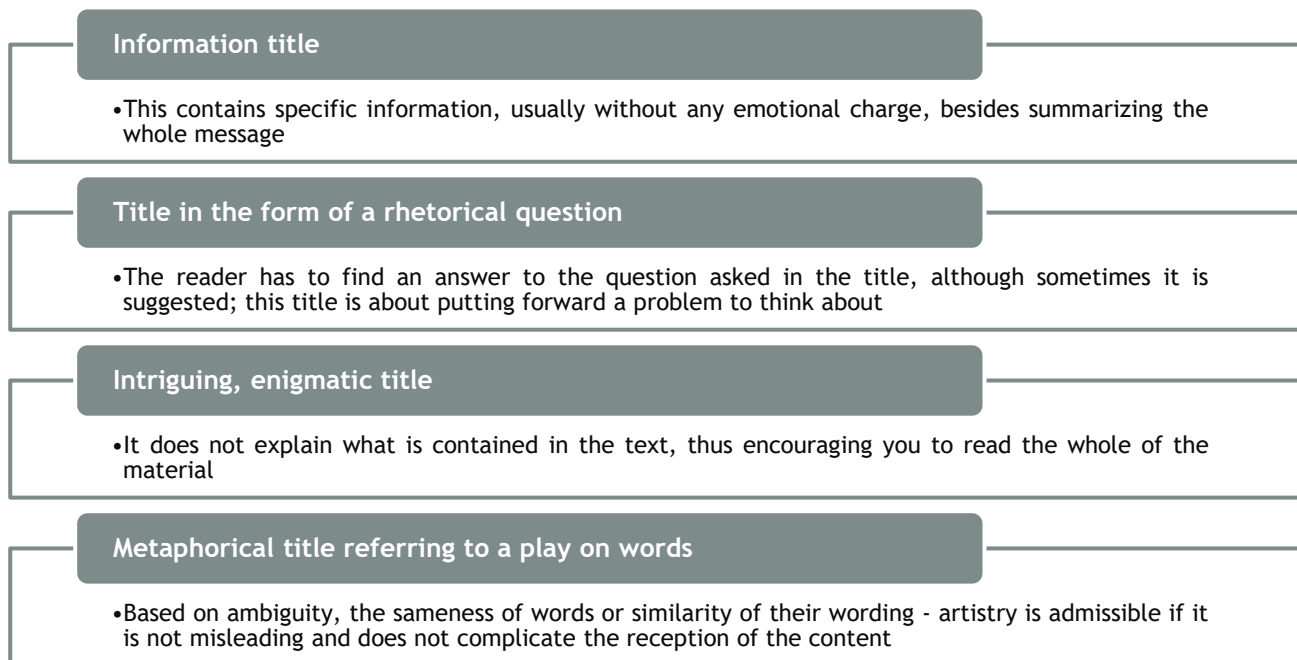 Information title
•This contains specific information, usually without any emotional charge, besides summarizing the
whole message
Title in the form of a rhetorical question
•The reader has to find an answer to the question asked in the title, although sometimes it is
suggested; this title is about putting forward a problem to think about
Intriguing, enigmatic title
•It does not explain what is contained in the text, thus encouraging you to read the whole of the
material
Metaphorical title referring to a play on words
•Based on ambiguity, the sameness of words or similarity of their wording - artistry is admissible if it
is not misleading and does not complicate the reception of the content